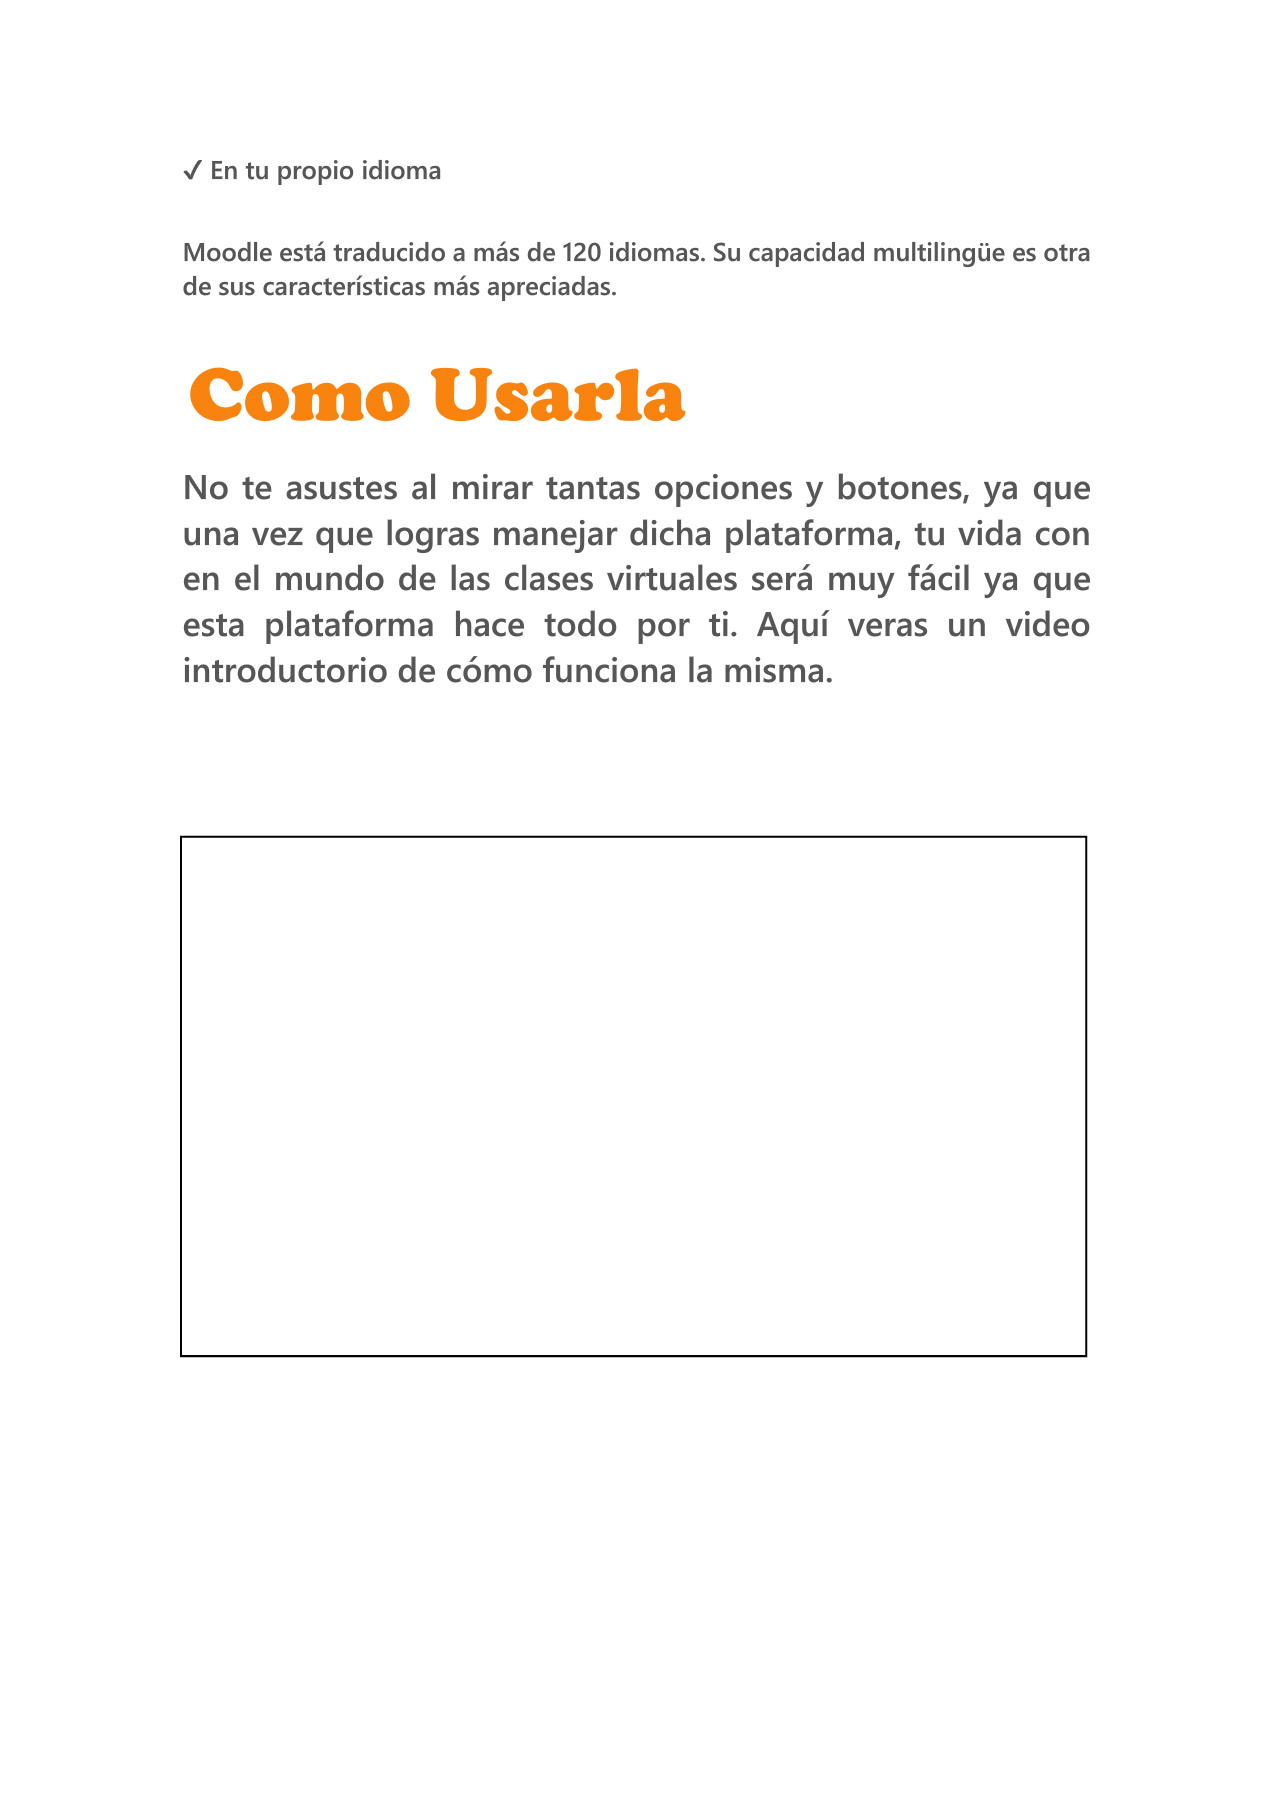 ✓ En tu propio idioma
Moodle está traducido a más de 120 idiomas. Su capacidad multilingüe es otra
de sus características más apreciadas.
Como Usarla
No te asustes al mirar tantas opciones y botones, ya que
una vez que logras manejar dicha plataforma, tu vida con
en el mundo de las clases virtuales será muy fácil ya que
esta plataforma hace todo por ti. Aquí veras un video
introductorio de cómo funciona la misma.